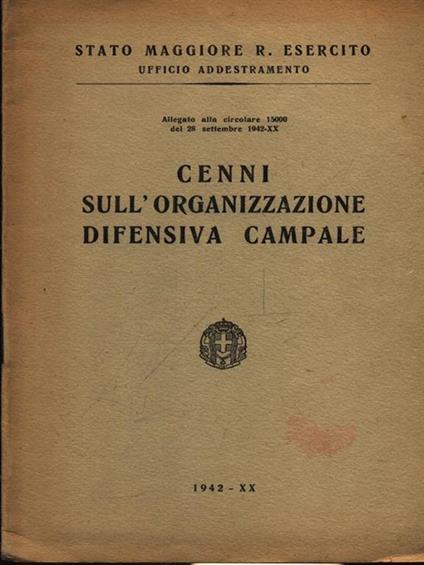 STATO MAGGIORE R. ESERCITO
UFFICIO ADDESTRAMENTO
Allegato alla circolare 15000
del 28 settembre 1942-XX
CENNI
SULL'ORGANIZZAZIONE
DIFENSIVA CAMPALE
1942 - XX